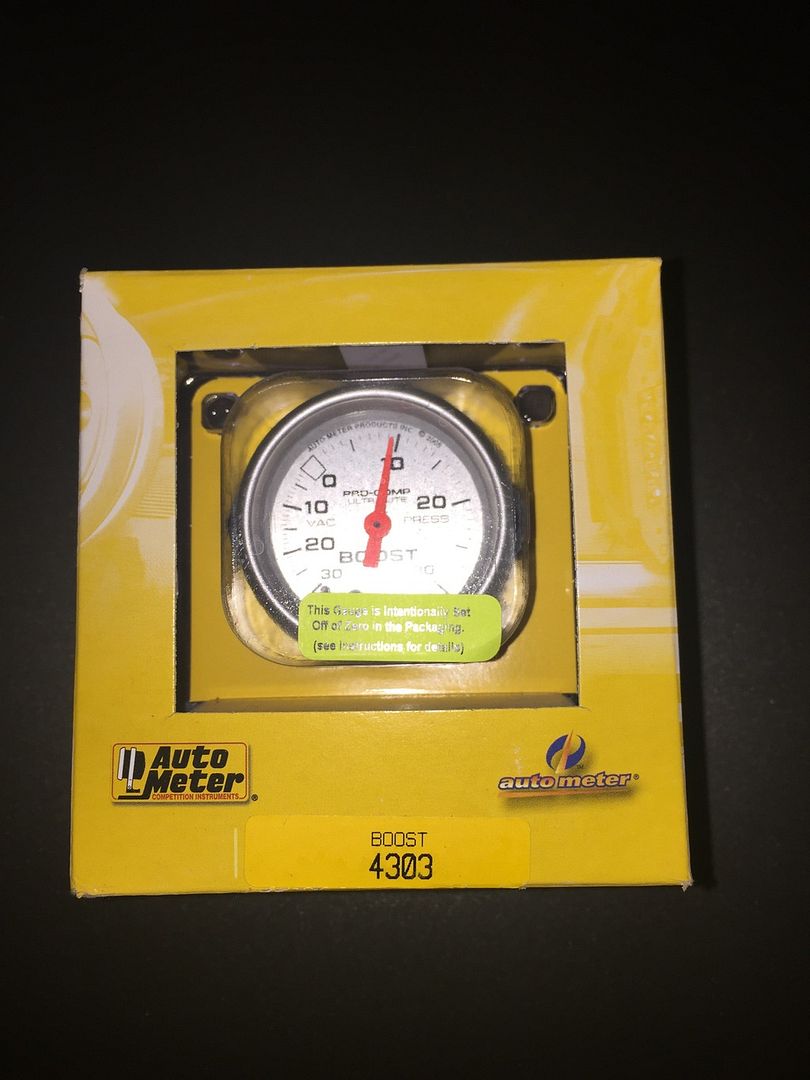 AUTO METER PRODUCTS INC. © 2005
10
0
PRO-COMP
ULTRA-LITE
10
20
VAC
PRESS
20
BOOST
30
This Gauge is Intentionally Set
Off of Zero in the Packaging.
(see instructions for details)
Auto
Meter
COMPETITION INSTRUMENTS ®
auto meter®
TM
BOOST
4303